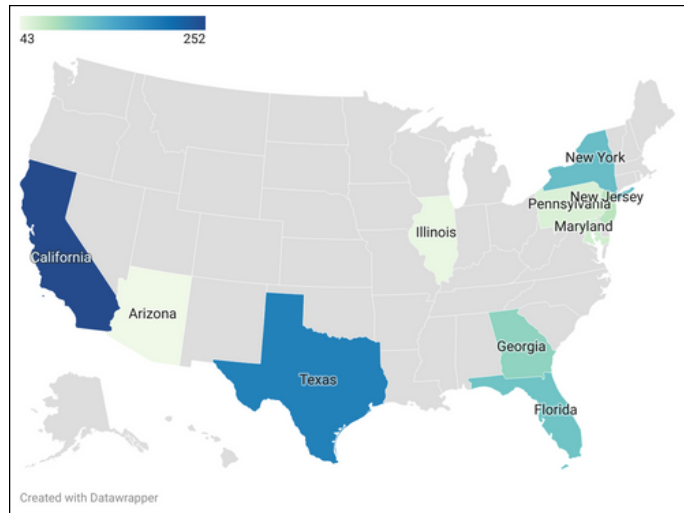 43 252
New York
New Jersey
Pennsylvania
Maryland
Illinois
California
Arizona
Georgia
Texas
Florida
Created with Datawrapper